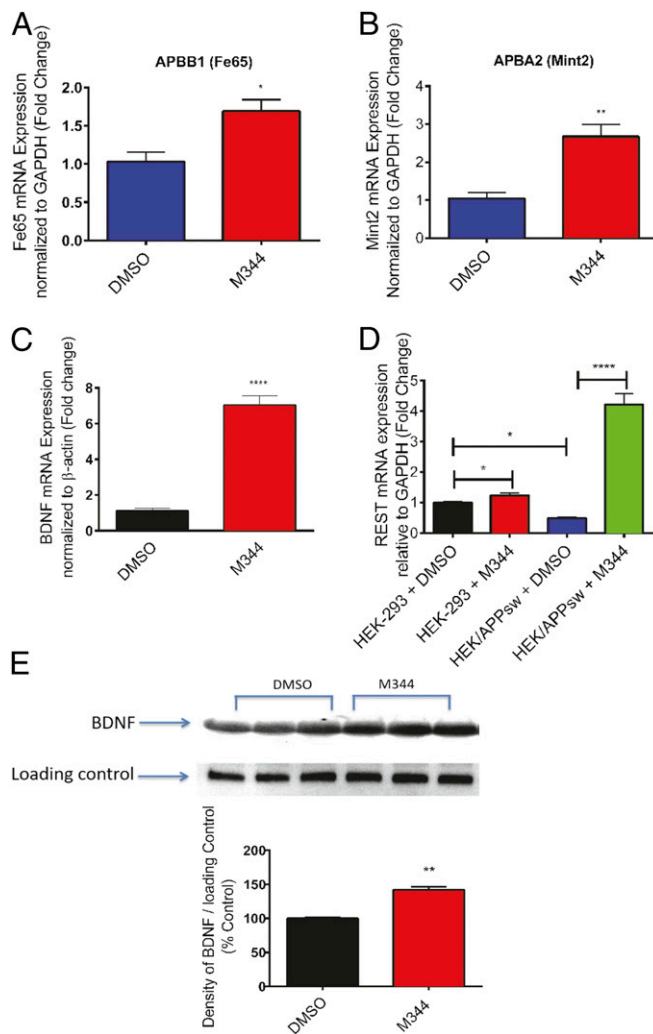 A
APBB1 (Fe65)
Fe65 mRNA Expression
normalized to GAPDH (Fold Change)
2.0
1.5
1.0
0.5
0.0
*
DMSO
M344
B
APBA2 (Mint2)
Mint2 mRNA Expression
Normailzed to GAPDH (Fold Change)
4
3
2
1
0
**
DMSO
M344
C
BDNF mRNA Expression
normalized to β-actin (Fold change)
8
6
4
2
0
****
DMSO
M344
D
REST mRNA expression
relative to GAPDH (Fold Change)
5
4
3
2
1
0
****
*
*
HEK-293 + DMSO
HEK-293 + M344
HEK/APPsw + DMSO
HEK/APPsw + M344
E
DMSO
M344
BDNF
Loading control
Density of BDNF / loading Control
(% Control)
200
150
100
50
0
**
DMSO
M344